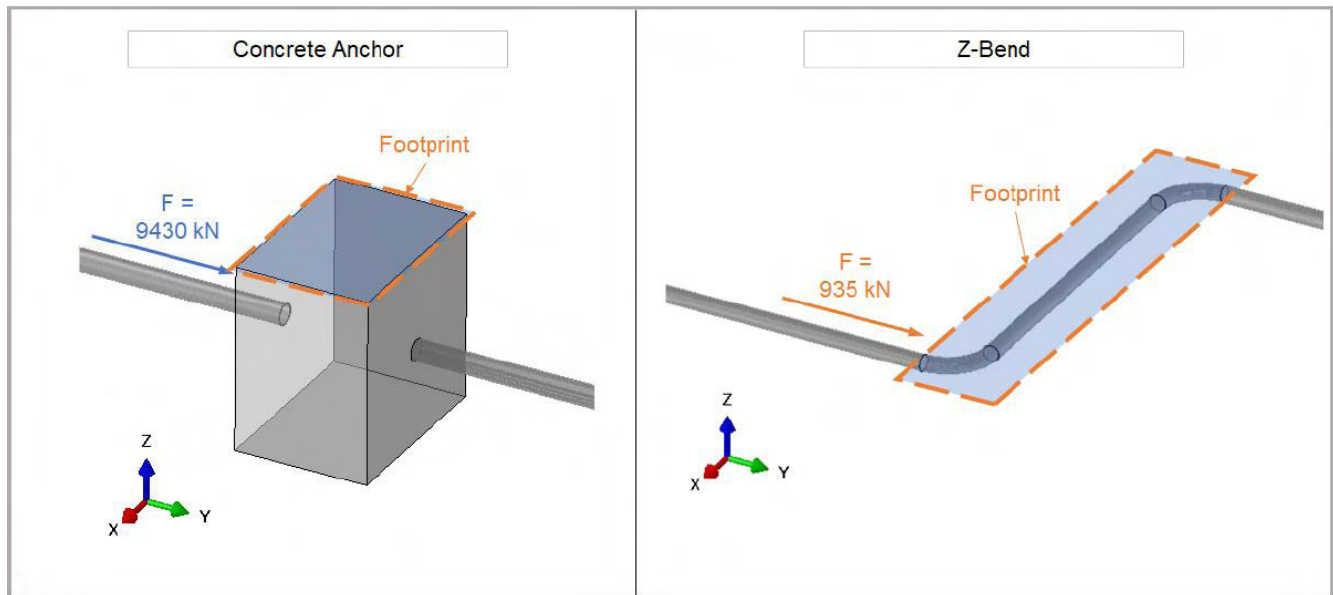 Concrete Anchor
Footprint
F =
9430 kN
Z
X
Y
Z-Bend
Footprint
F =
935 kN
Z
X
Y